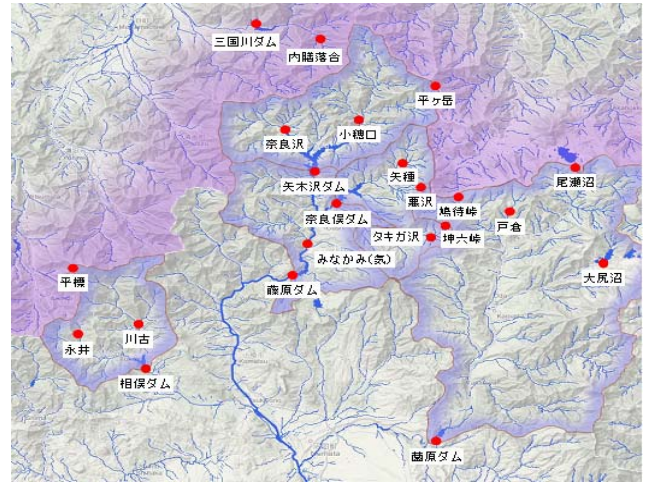 三国川ダム
内膳落合
平ヶ岳
小穂口
奈良沢
矢木沢ダム
矢種
尾瀬沼
悪沢
鳩待峠
奈良俣ダム
戸倉
タキガ沢
坤六峠
みなかみ(気)
大尻沼
平標
藤原ダム
川古
永井
相俣ダム
薗原ダム